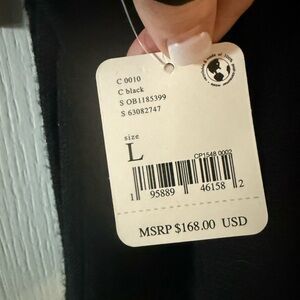 C 0010
C black
S OB1185399
S 63082747
size
L
CP1548 0002
1 95889 46158 2
MSRP $168.00 USD